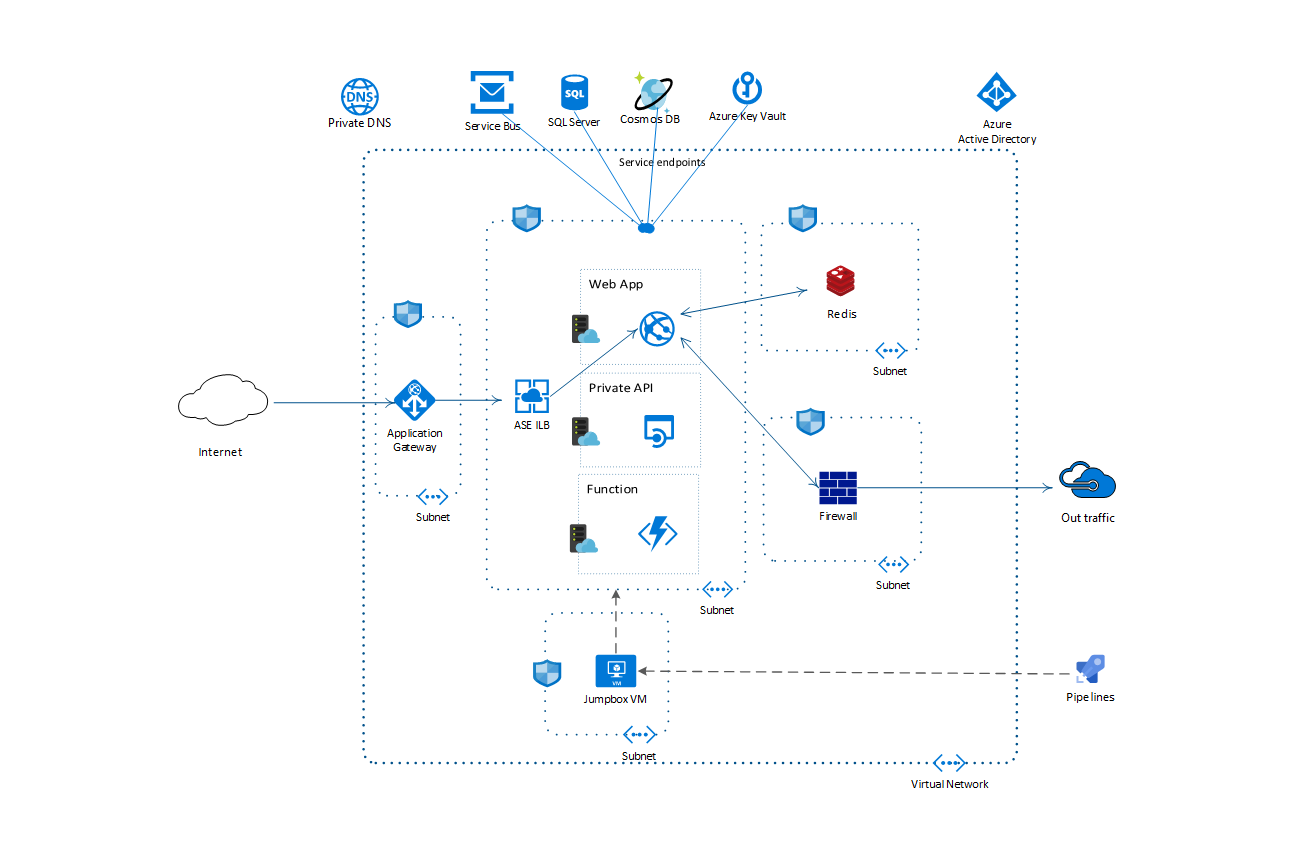 DNS
Private DNS
Service Bus
SQL
SQL Server
Cosmos DB
Azure Key Vault
Azure
Active Directory
Service endpoints
Web App
Redis
Subnet
Private API
ASE ILB
Application
Gateway
Internet
Subnet
Function
Firewall
Out traffic
Subnet
Subnet
VM
Jumpbox VM
Pipelines
Subnet
Virtual Network